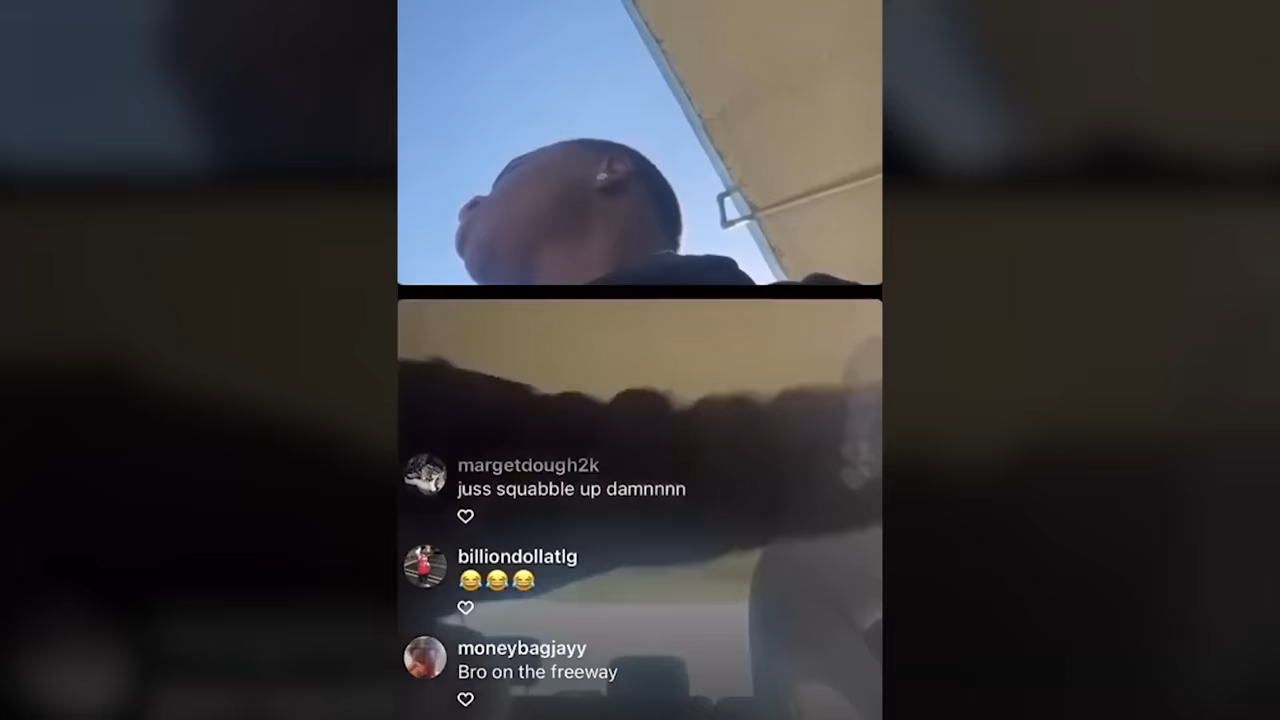 margetdough2k
juss squabble up damnnnn
billiondollatlg
😂😂😂
moneybagjayy
Bro on the freeway